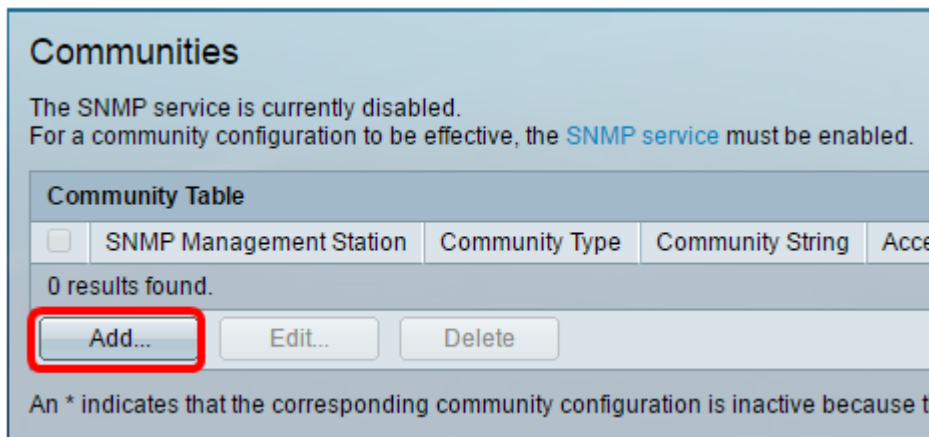 Communities
The SNMP service is currently disabled.
For a community configuration to be effective, the SNMP service must be enabled.
Community Table
SNMP Management Station Community Type Community String
0 results found.
Add... Edit... Delete
An * indicates that the corresponding community configuration is inactive because